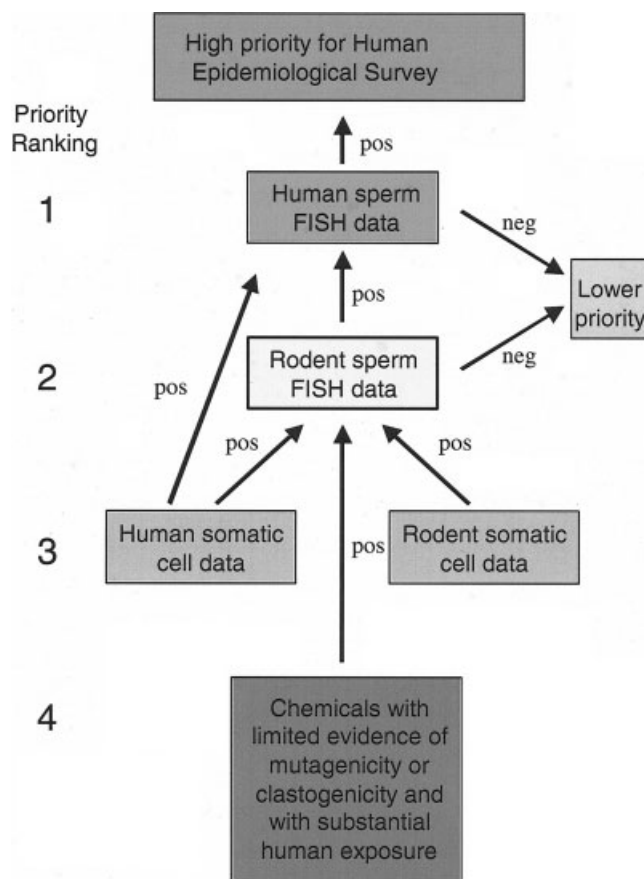 High priority for Human
Epidemiological Survey
Priority
Ranking
pos
1
Human sperm
FISH data
neg
pos
Lower
priority
2
Rodent sperm
FISH data
neg
pos
pos
pos
3
Human somatic
cell data
pos
Rodent somatic
cell data
4
Chemicals with
limited evidence of
mutagenicity or
clastogenicity and
with substantial
human exposure